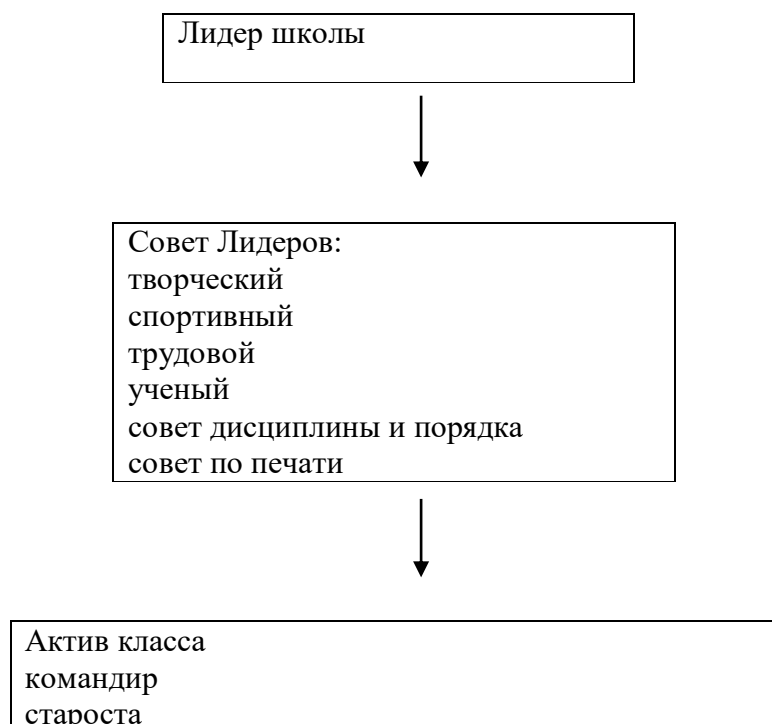 Лидер школы
Совет Лидеров:
творческий
спортивный
трудовой
ученый
совет дисциплины и порядка
совет по печати
Актив класса
командир
староста